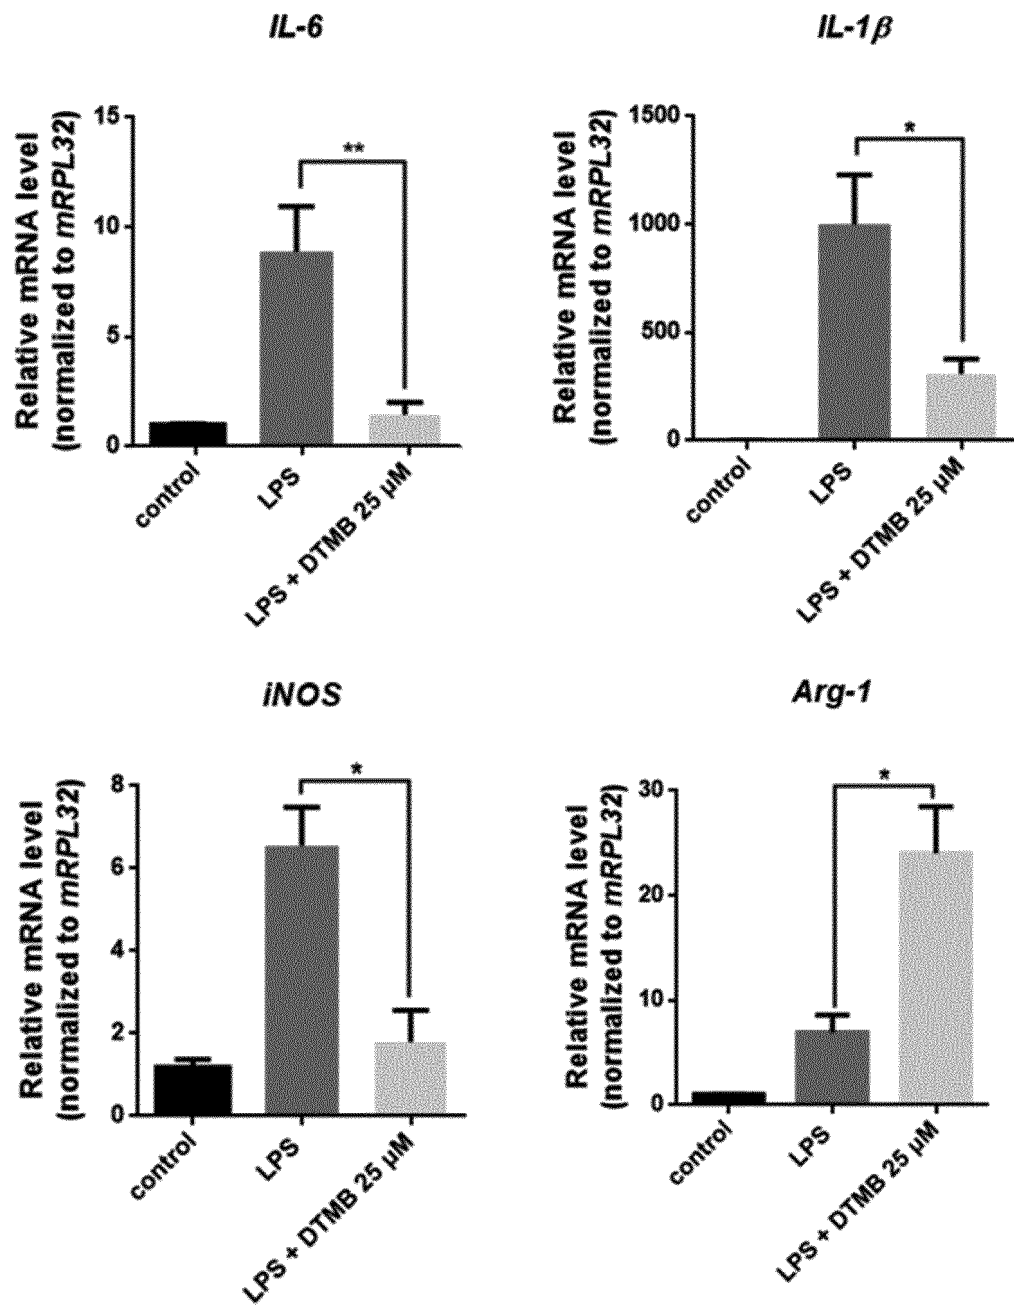 IL-6
Relative mRNA level
(normalized to mRPL32)
15
10
5
0
**
control
LPS
LPS + DTMB 25 µM
IL-1β
Relative mRNA level
(normalized to mRPL32)
1500
1000
500
0
*
control
LPS
LPS + DTMB 25 µM
iNOS
Relative mRNA level
(normalized to mRPL32)
8
6
4
2
0
*
control
LPS
LPS + DTMB 25 µM
Arg-1
Relative mRNA level
(normalized to mRPL32)
30
20
10
0
*
control
LPS
LPS + DTMB 25 µM